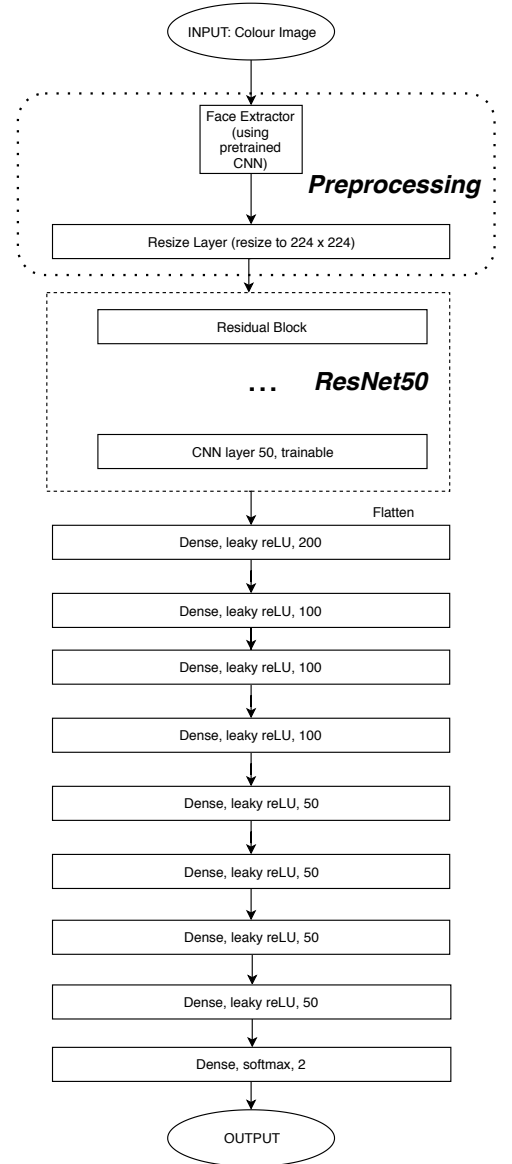 INPUT: Colour Image
Face Extractor
(using
pretrained
CNN)
Preprocessing
Resize Layer (resize to 224 x 224)
Residual Block
... ResNet50
CNN layer 50, trainable
Flatten
Dense, leaky reLU, 200
Dense, leaky reLU, 100
Dense, leaky reLU, 100
Dense, leaky reLU, 100
Dense, leaky reLU, 50
Dense, leaky reLU, 50
Dense, leaky reLU, 50
Dense, leaky reLU, 50
Dense, softmax, 2
OUTPUT